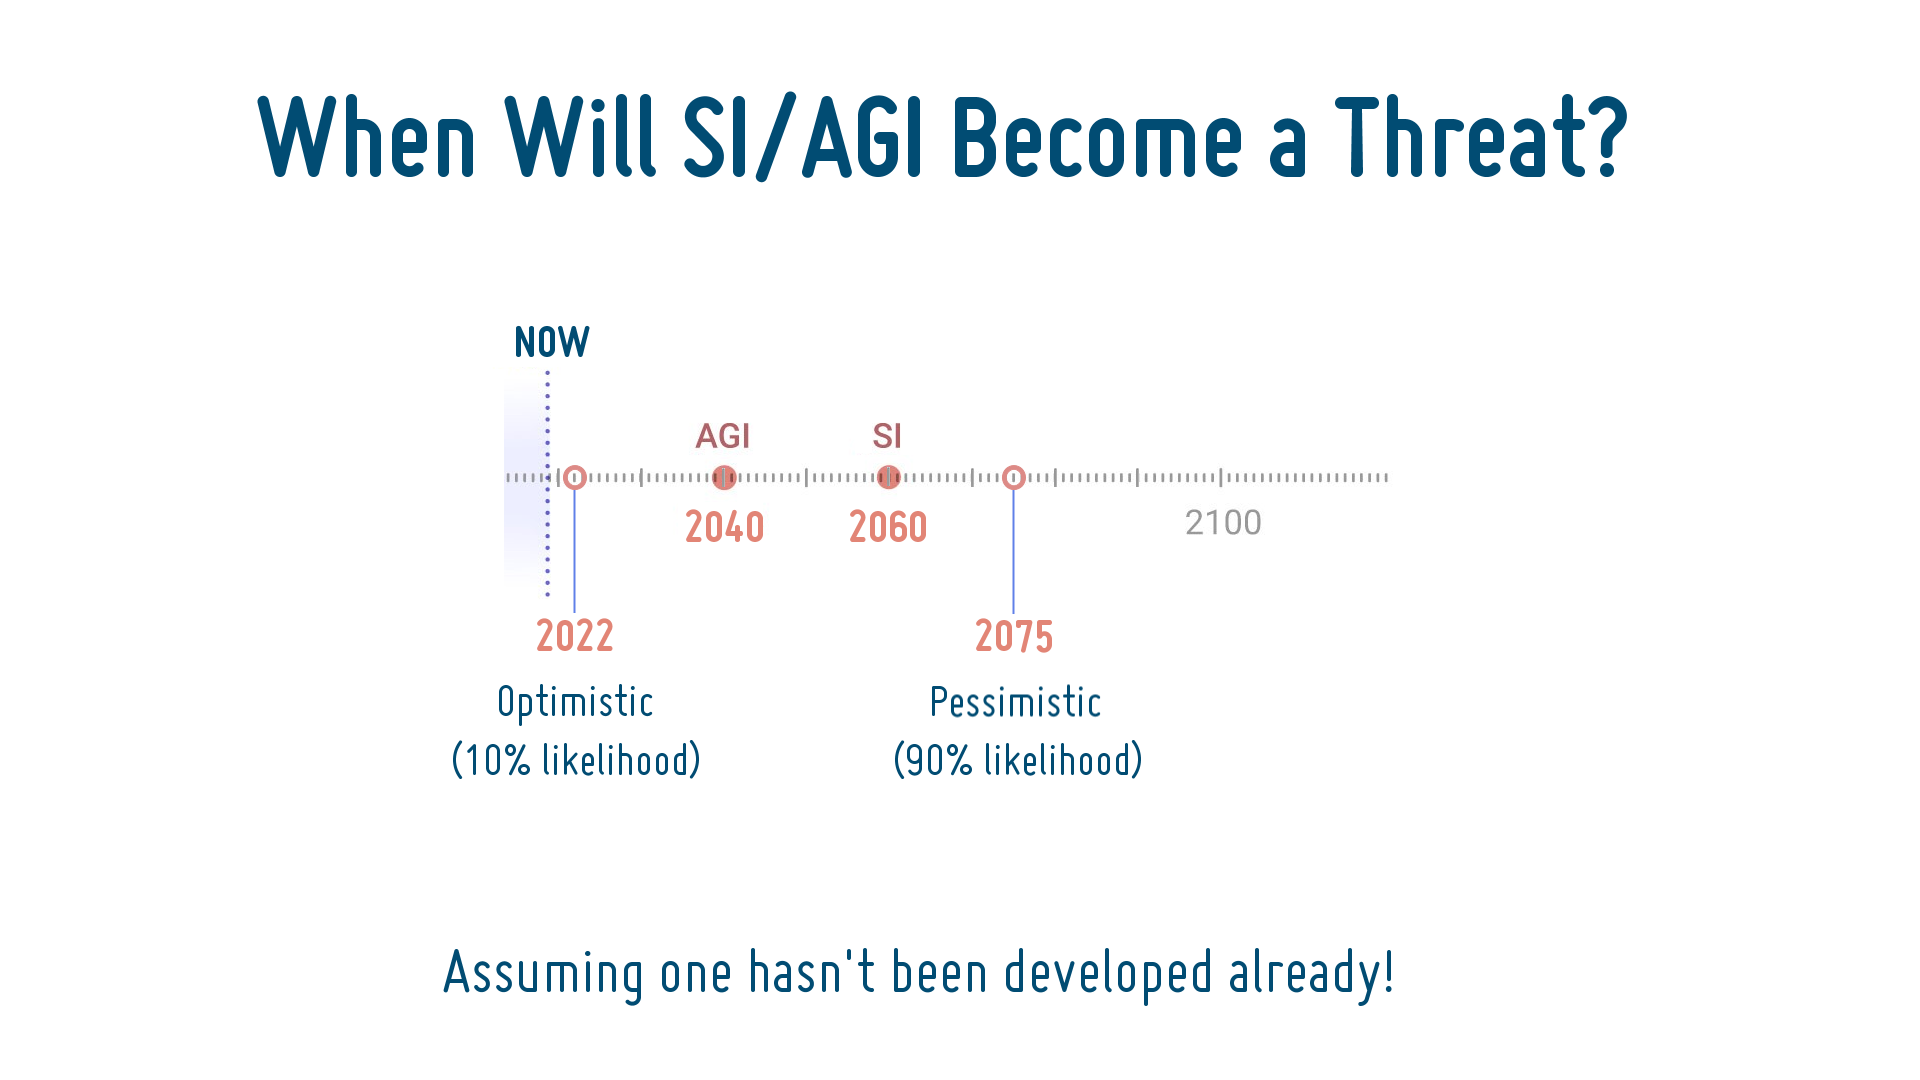 When Will SI/AGI Become a Threat?
NOW
AGI
SI
2040
2060
2100
2022
2075
Optimistic
(10% likelihood)
Pessimistic
(90% likelihood)
Assuming one hasn't been developed already!